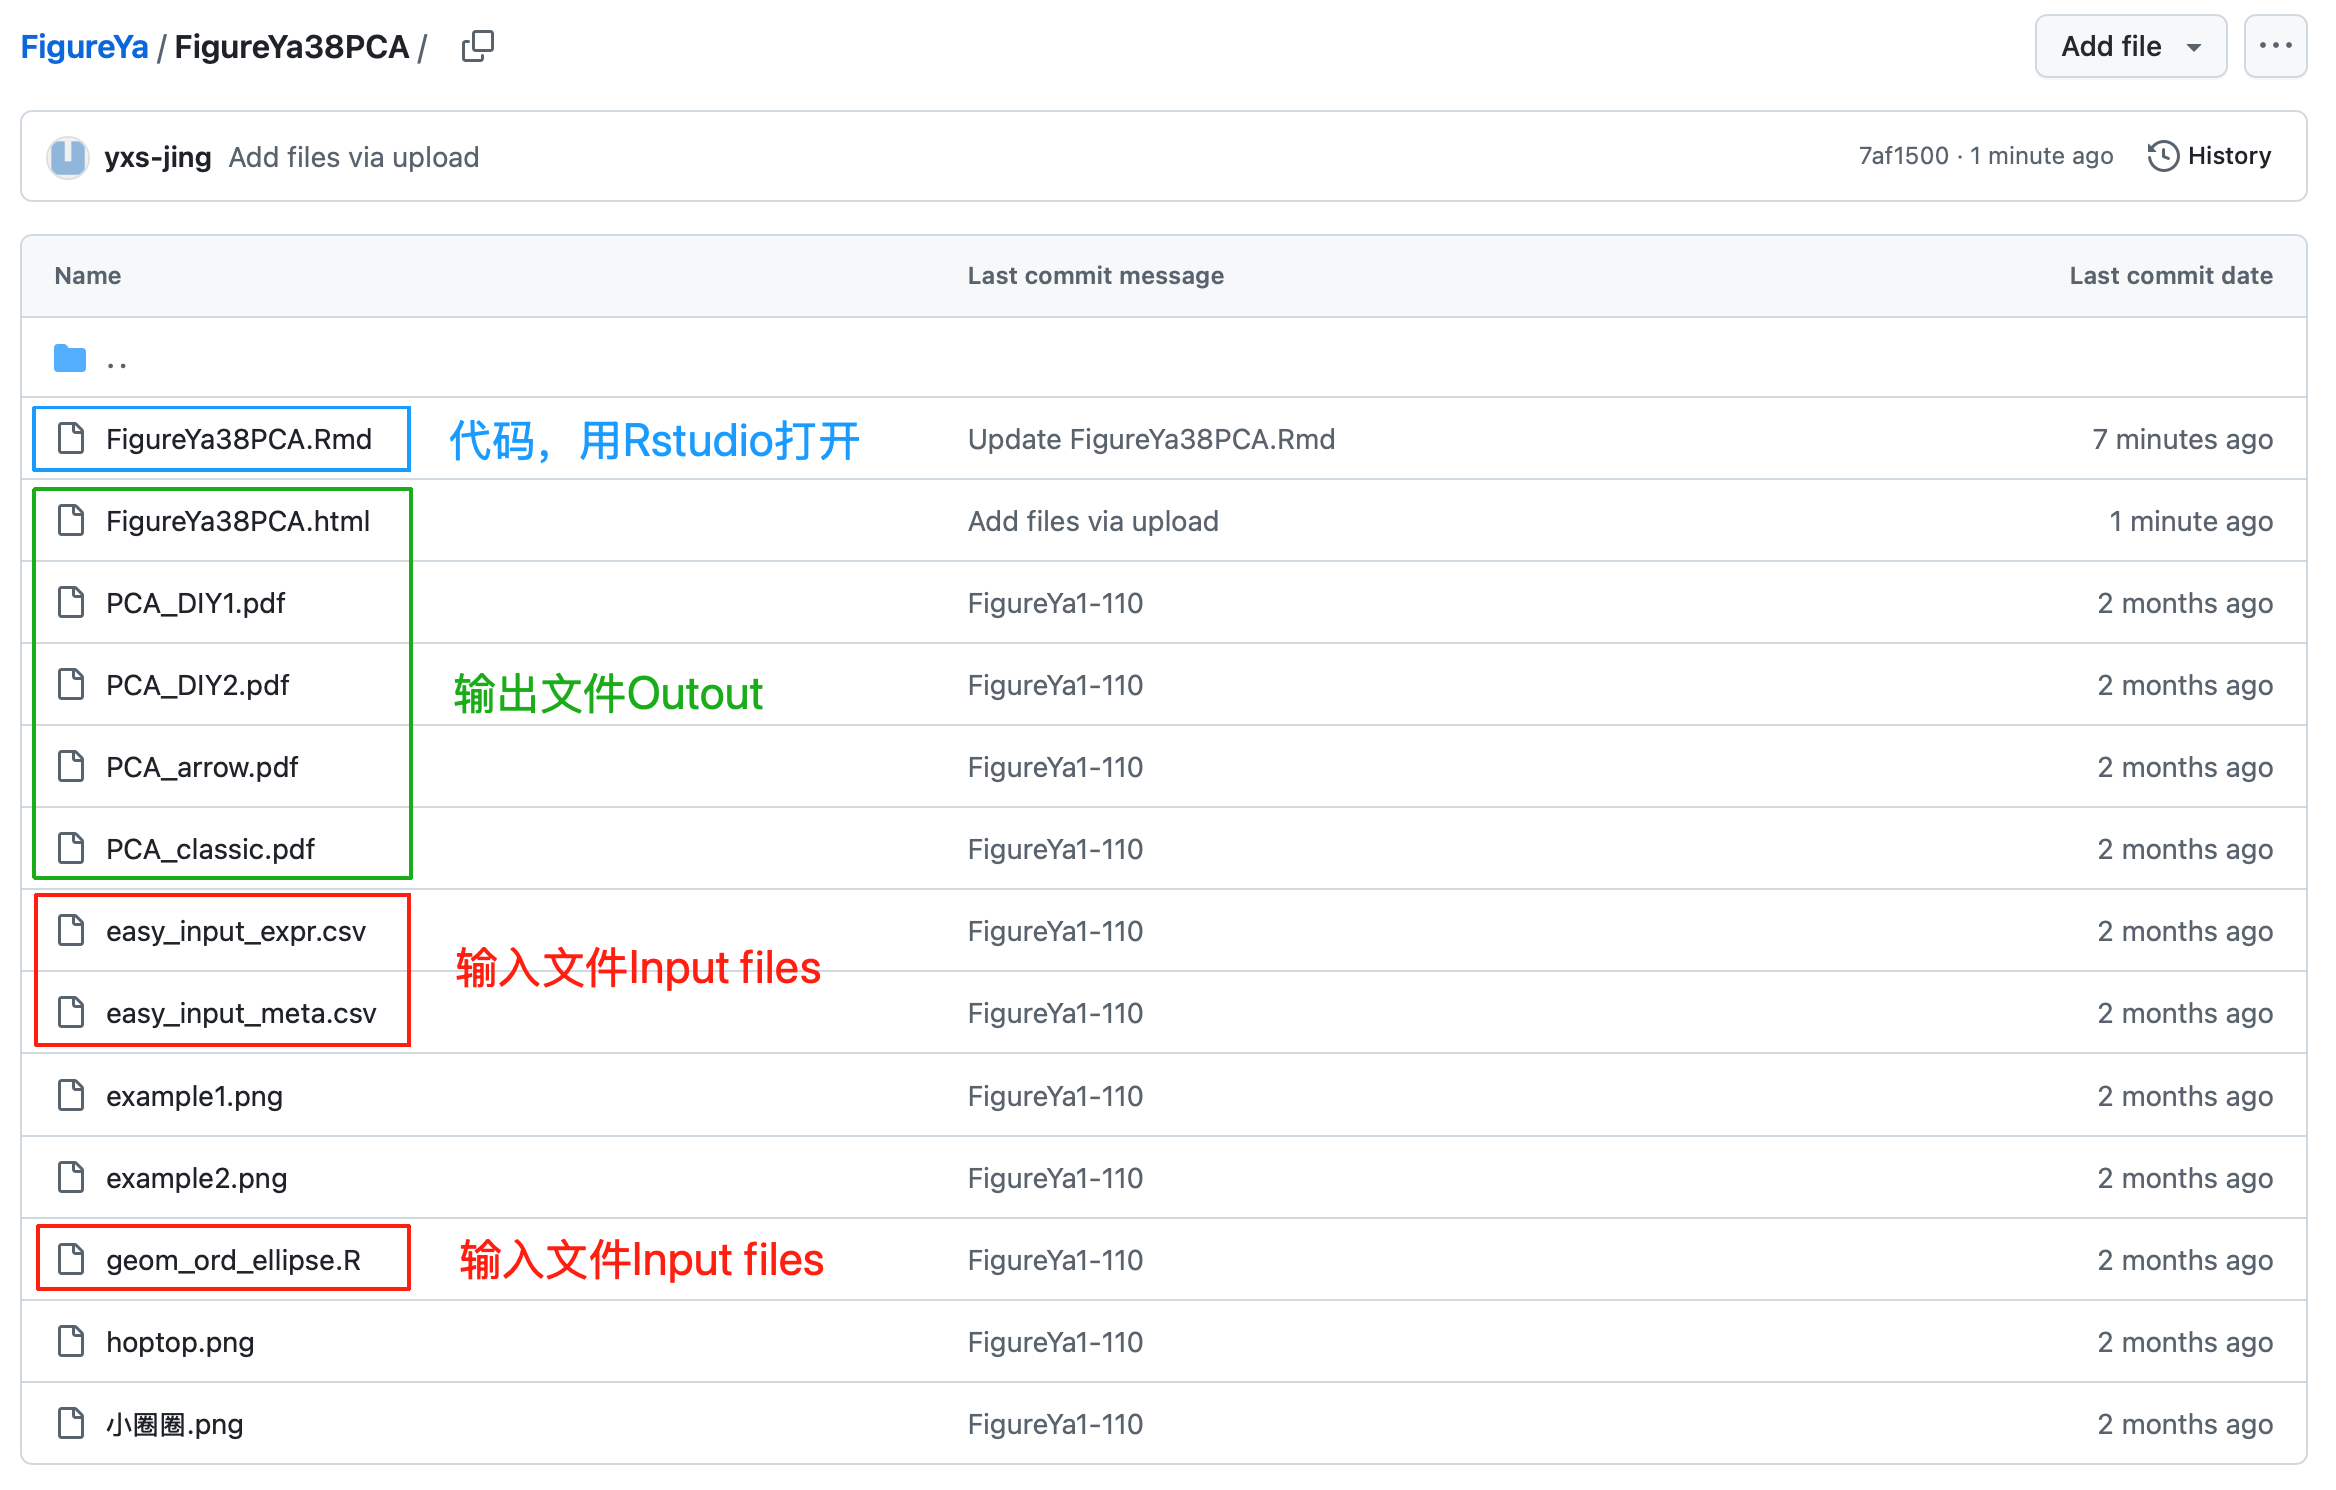 FigureYa / FigureYa38PCA /
Add file
yxs-jing Add files via upload
7af1500 · 1 minute ago
History
Name Last commit message Last commit date
..
FigureYa38PCA.Rmd 代码，用Rstudio打开 Update FigureYa38PCA.Rmd 7 minutes ago
FigureYa38PCA.html Add files via upload 1 minute ago
PCA_DIY1.pdf FigureYa1-110 2 months ago
PCA_DIY2.pdf 输出文件Outout FigureYa1-110 2 months ago
PCA_arrow.pdf FigureYa1-110 2 months ago
PCA_classic.pdf FigureYa1-110 2 months ago
easy_input_expr.csv FigureYa1-110 2 months ago
输入文件Input files
easy_input_meta.csv FigureYa1-110 2 months ago
example1.png FigureYa1-110 2 months ago
example2.png FigureYa1-110 2 months ago
geom_ord_ellipse.R 输入文件Input files FigureYa1-110 2 months ago
hoptop.png FigureYa1-110 2 months ago
小圈圈.png FigureYa1-110 2 months ago